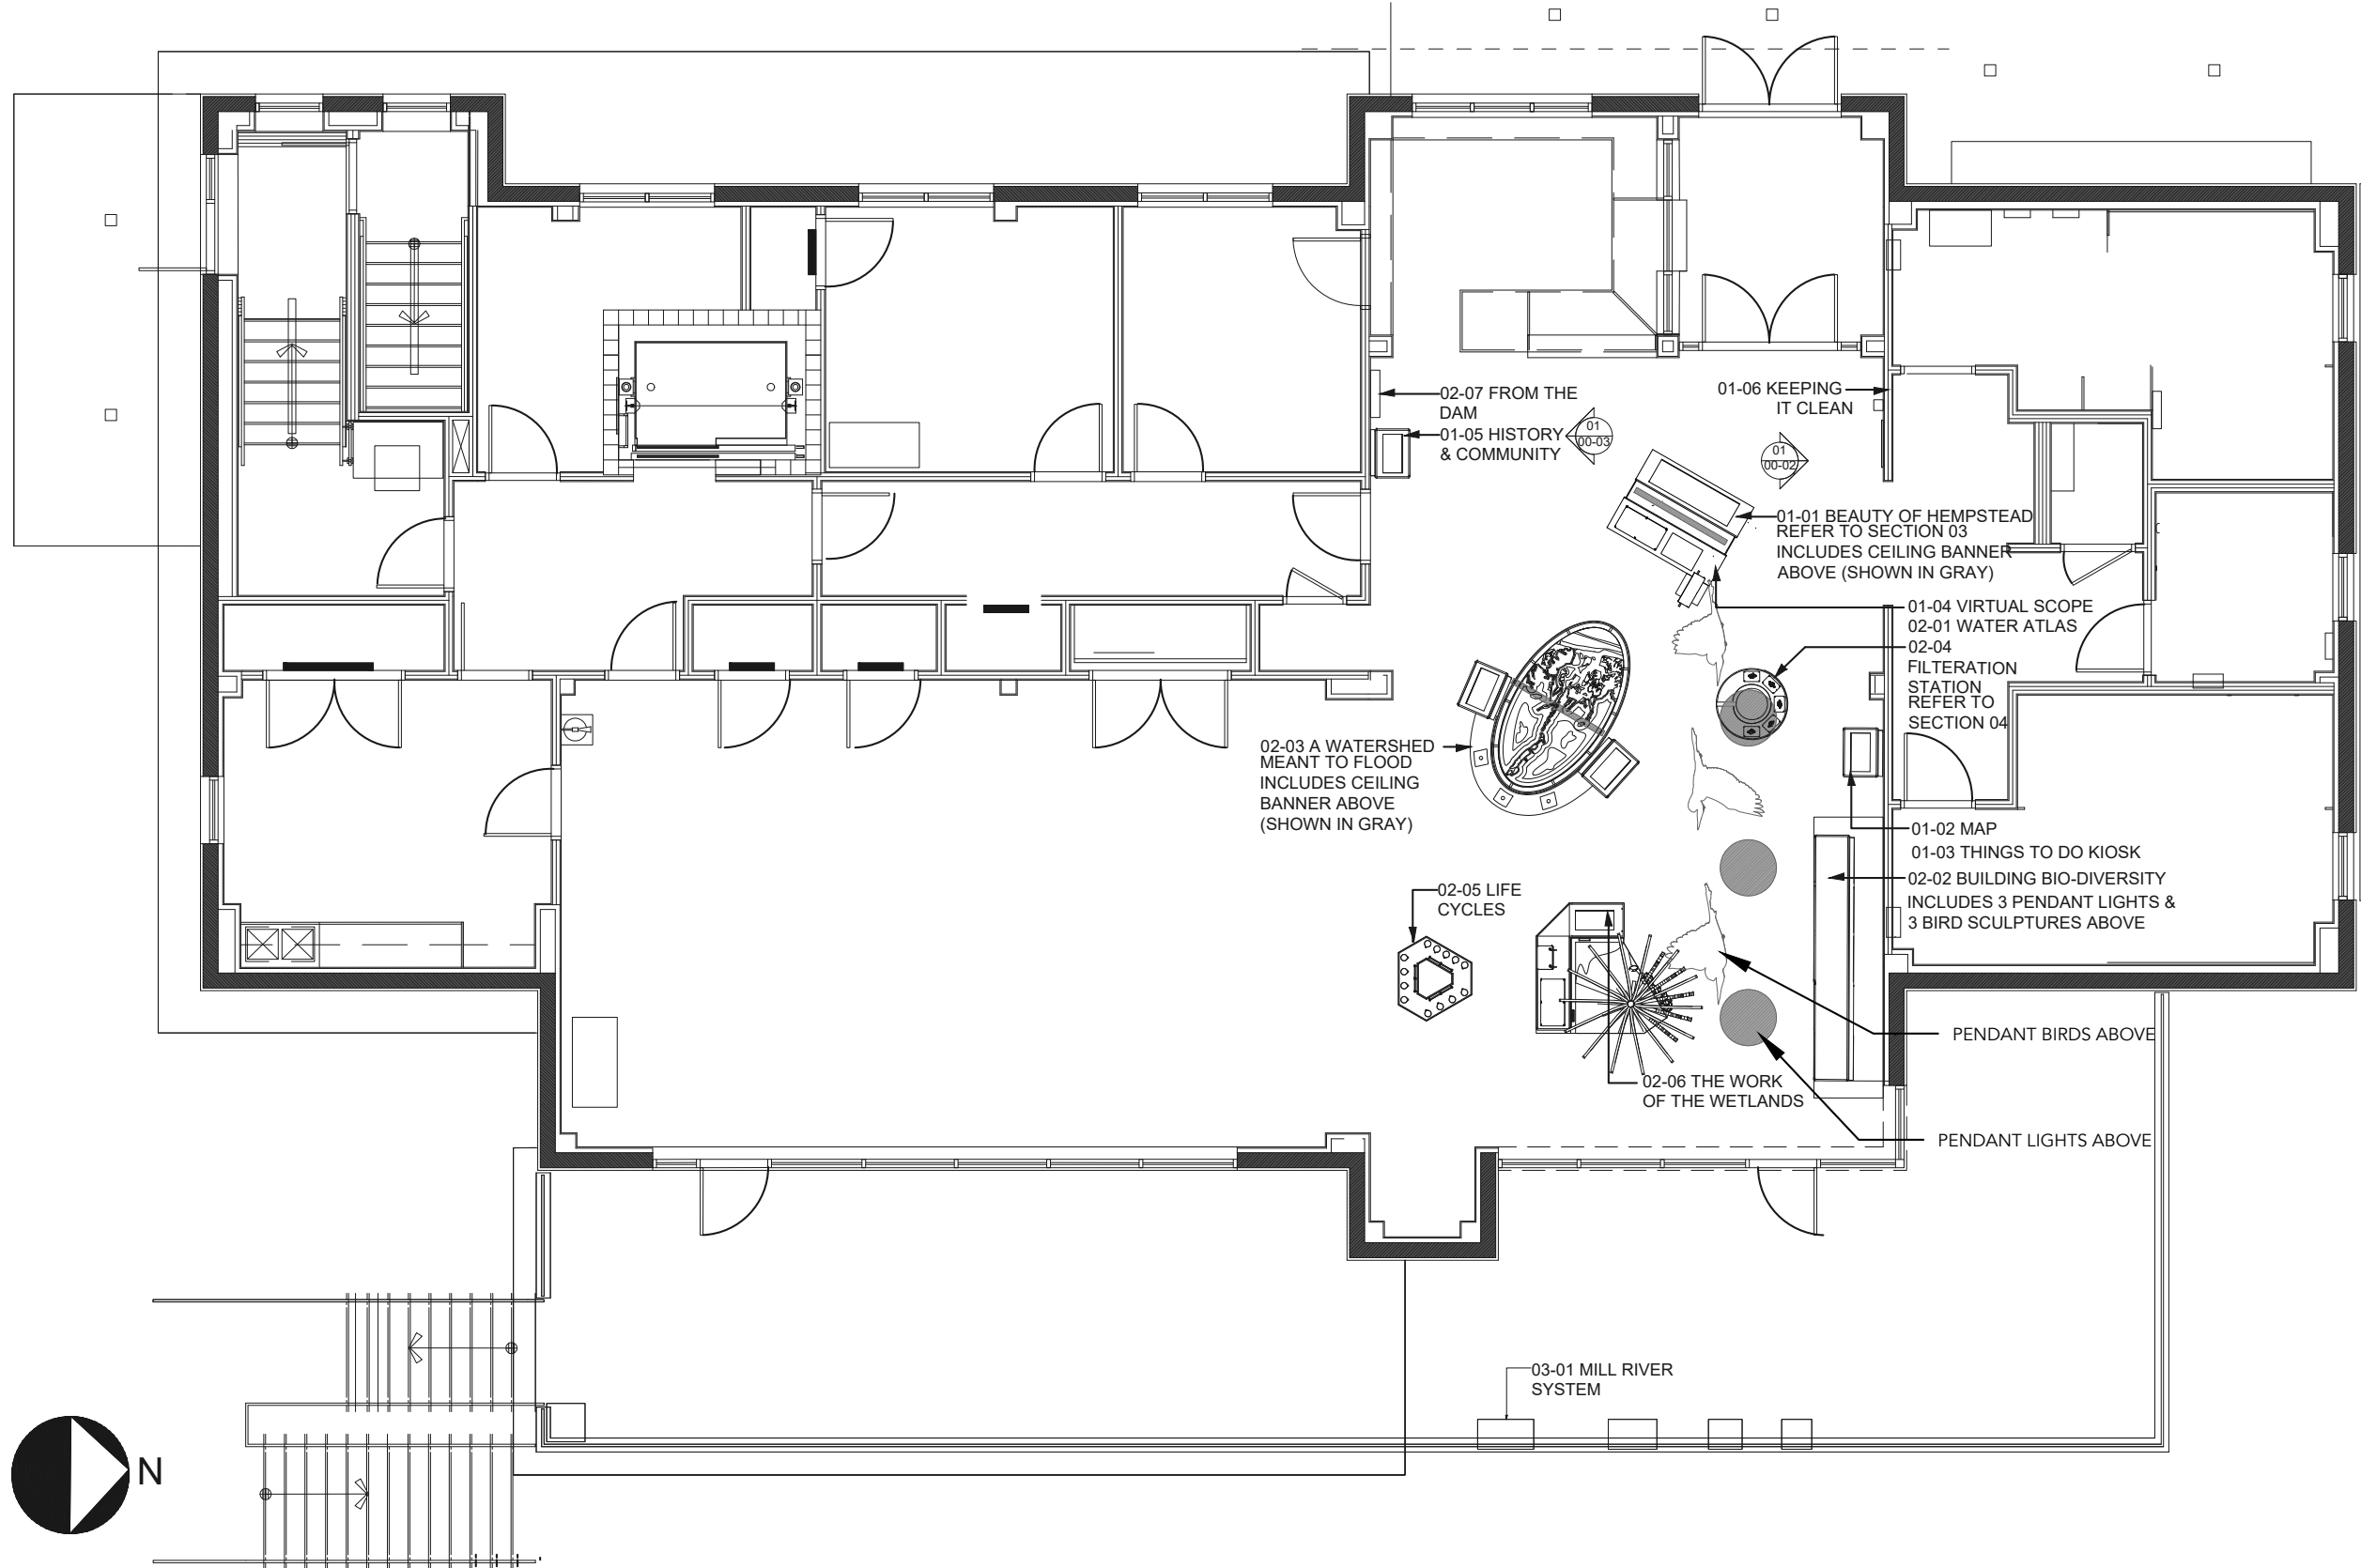 02-07 FROM THE
DAM
01-05 HISTORY
& COMMUNITY
01
00-03
01-06 KEEPING
IT CLEAN
01
00-02
01-01 BEAUTY OF HEMPSTEAD
REFER TO SECTION 03
INCLUDES CEILING BANNER
ABOVE (SHOWN IN GRAY)
01-04 VIRTUAL SCOPE
02-01 WATER ATLAS
02-04
FILTERATION
STATION
REFER TO
SECTION 04
02-03 A WATERSHED
MEANT TO FLOOD
INCLUDES CEILING
BANNER ABOVE
(SHOWN IN GRAY)
01-02 MAP
01-03 THINGS TO DO KIOSK
02-02 BUILDING BIO-DIVERSITY
INCLUDES 3 PENDANT LIGHTS &
3 BIRD SCULPTURES ABOVE
02-05 LIFE
CYCLES
PENDANT BIRDS ABOVE
02-06 THE WORK
OF THE WETLANDS
PENDANT LIGHTS ABOVE
03-01 MILL RIVER
SYSTEM
N